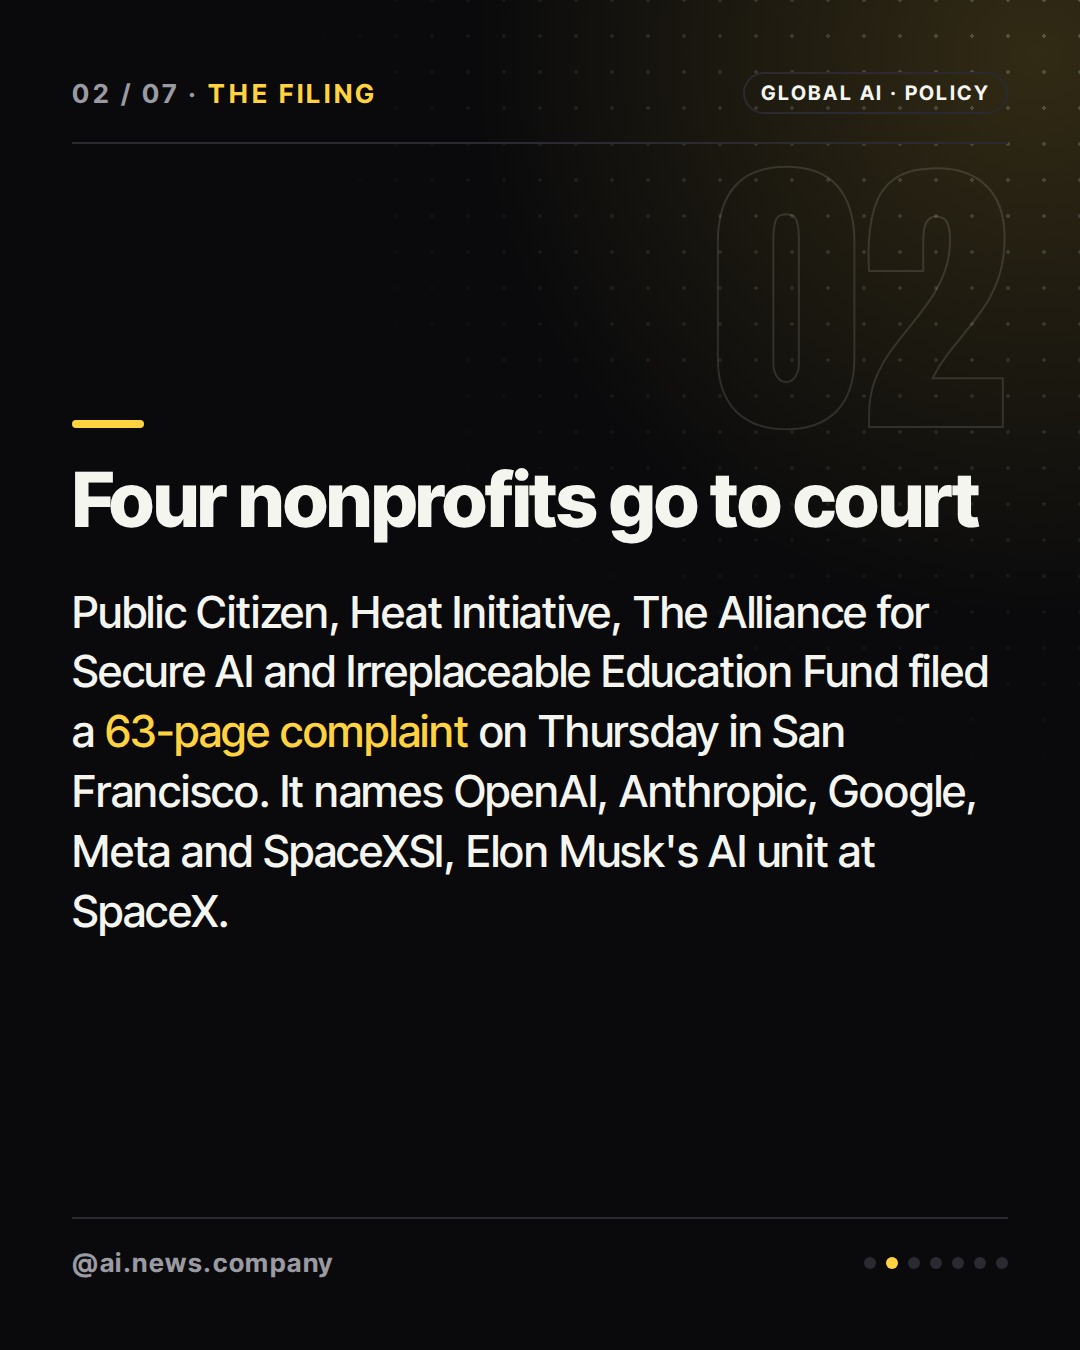 02 / 07 · THE FILING
GLOBAL AI · POLICY
02
Four nonprofits go to court
Public Citizen, Heat Initiative, The Alliance for
Secure AI and Irreplaceable Education Fund filed
a 63-page complaint on Thursday in San
Francisco. It names OpenAI, Anthropic, Google,
Meta and SpaceXSI, Elon Musk's AI unit at
SpaceX.
@ai.news.company